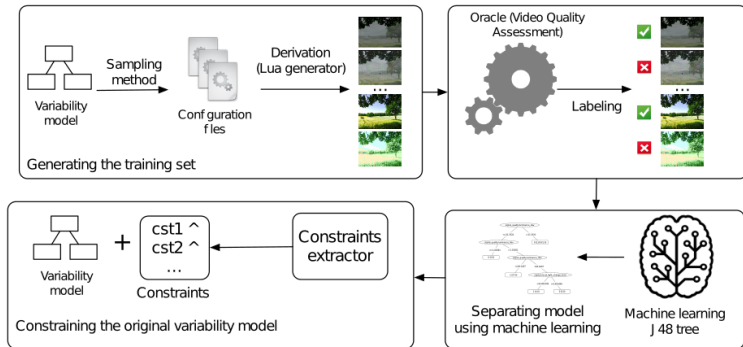 Variability
model
Sampling
method
Conf guration
f les
Derivation
(Lua generator)
...
Generating the training set
Oracle (Video Quality
Assessment)
Labeling
...
Variability
model
+
cst1 ^
cst2 ^
...
Constraints
Constraints
extractor
Constraining the original variability model
Separating model
using machine learning
Machine learning
J 48 tree